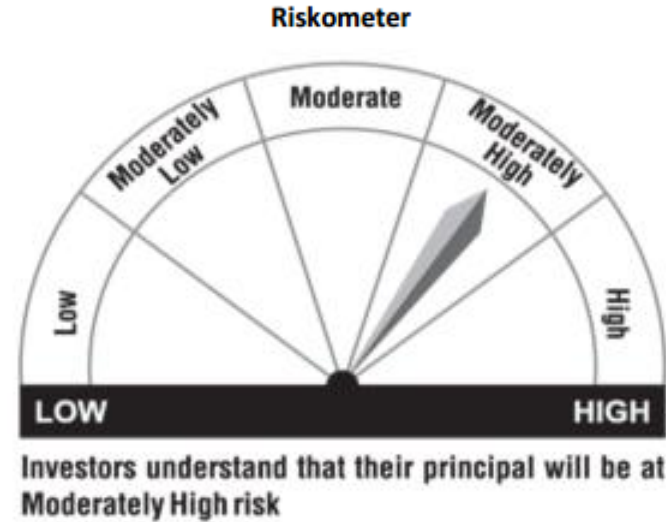 Riskometer
Low
Moderately
Low
Moderate
Moderately
High
High
LOW HIGH
Investors understand that their principal will be at
Moderately High risk